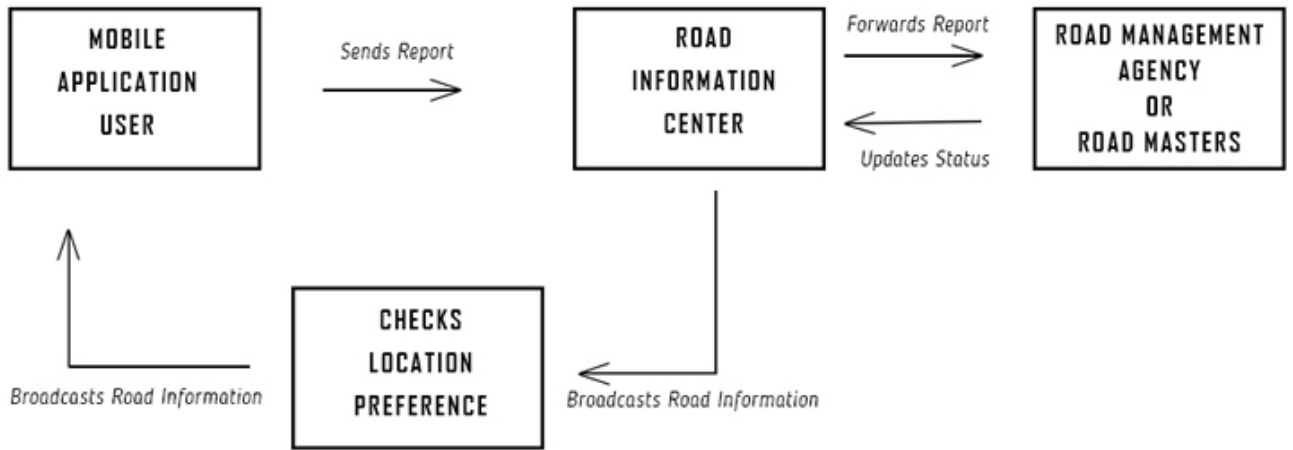 MOBILE
APPLICATION
USER
Sends Report
ROAD
INFORMATION
CENTER
Forwards Report
Updates Status
ROAD MANAGEMENT
AGENCY
OR
ROAD MASTERS
Broadcasts Road Information
CHECKS
LOCATION
PREFERENCE
Broadcasts Road Information